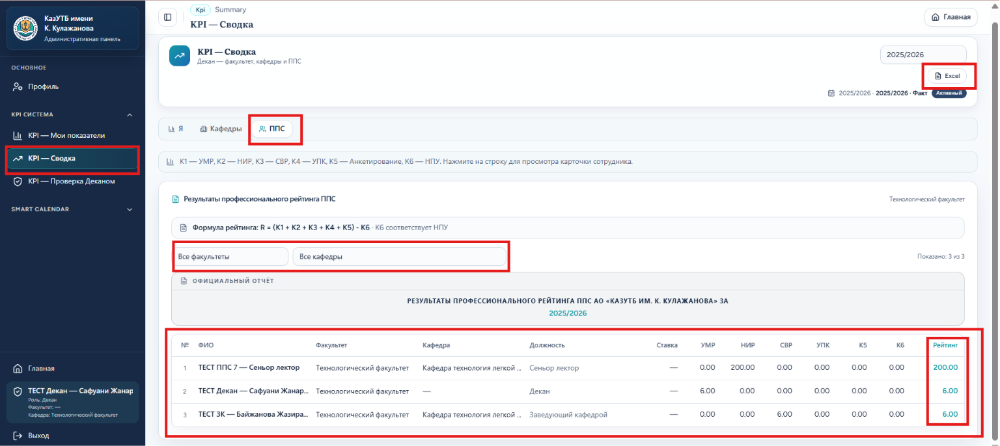 КазУТБ имени
К. Кулажанова
Административная панель
ОСНОВНОЕ
Профиль
KPI СИСТЕМА
KPI — Мои показатели
KPI — Сводка
KPI — Проверка Деканом
SMART CALENDAR
Главная
ТЕСТ Декан — Сафуани Жанар
Роль: Декан
Факультет: —
Кафедра: Технологический факультет
Выход
Kpi Summary
KPI — Сводка
Главная
KPI — Сводка
Декан — факультет, кафедры и ППС
2025/2026
Excel
2025/2026 · 2025/2026 · Факт Активный
Я Кафедры ППС
К1 — УМР, К2 — НИР, К3 — СВР, К4 — УПК, К5 — Анкетирование, К6 — НПУ. Нажмите на строку для просмотра карточки сотрудника.
Результаты профессионального рейтинга ППС Технологический факультет
Формула рейтинга: R = (К1 + К2 + К3 + К4 + К5) - К6 · К6 соответствует НПУ
Все факультеты Все кафедры Показано: 3 из 3
ОФИЦИАЛЬНЫЙ ОТЧЁТ
РЕЗУЛЬТАТЫ ПРОФЕССИОНАЛЬНОГО РЕЙТИНГА ППС АО «КАЗУТБ ИМ. К. КУЛАЖАНОВА» ЗА
2025/2026
№ ФИО Факультет Кафедра Должность Ставка УМР НИР СВР УПК К5 К6 Рейтинг
1 ТЕСТ ППС 7 — Сеньор лектор Технологический факультет Кафедра технология легкой ... Сеньор лектор — 0.00 200.00 0.00 0.00 0.00 0.00 200.00
2 ТЕСТ Декан — Сафуани Жанар... Технологический факультет — Декан — 6.00 0.00 0.00 0.00 0.00 0.00 6.00
3 ТЕСТ ЗК — Байжанова Жазира... Технологический факультет Кафедра технология легкой ... Заведующий кафедрой — 0.00 0.00 6.00 0.00 0.00 0.00 6.00